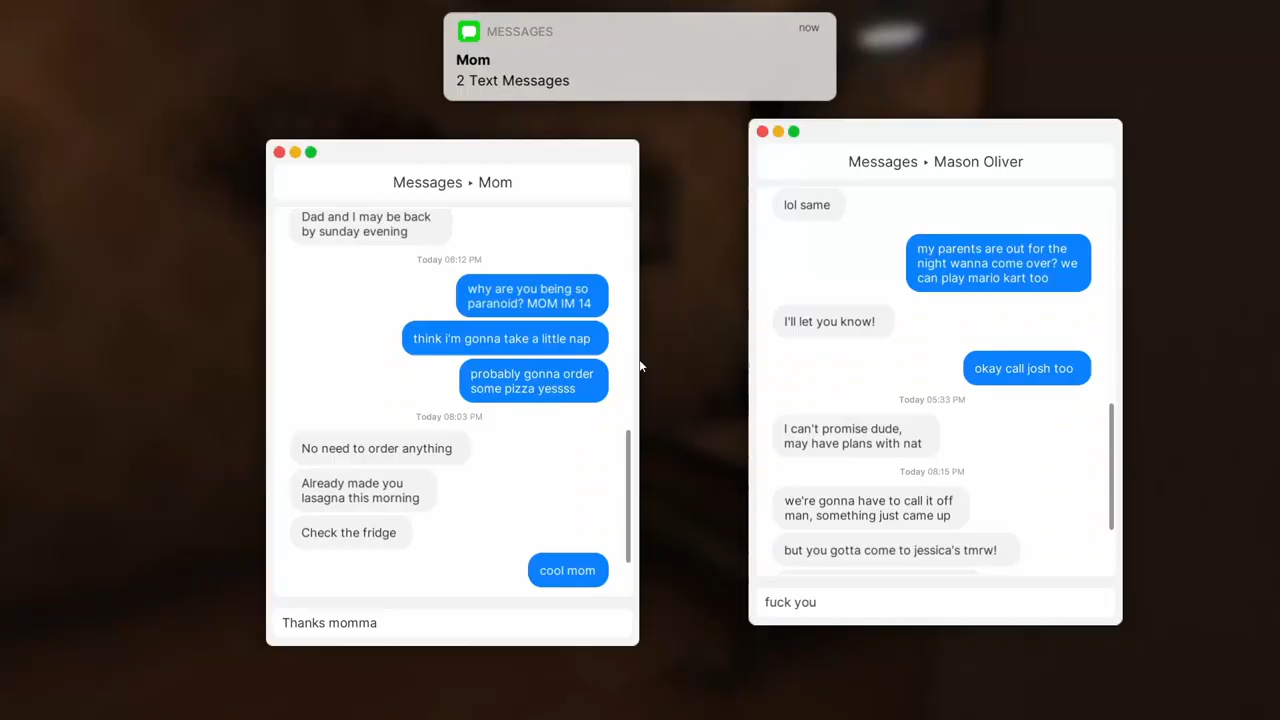 MESSAGES
now
Mom
2 Text Messages
Messages ▸ Mom
Dad and I may be back
by sunday evening
Today 08:12 PM
why are you being so
paranoid? MOM IM 14
think i'm gonna take a little nap
probably gonna order
some pizza yessss
Today 08:03 PM
No need to order anything
Already made you
lasagna this morning
Check the fridge
cool mom
Thanks momma
Messages ▸ Mason Oliver
lol same
my parents are out for the
night wanna come over? we
can play mario kart too
I'll let you know!
okay call josh too
Today 05:33 PM
I can't promise dude,
may have plans with nat
Today 08:15 PM
we're gonna have to call it off
man, something just came up
but you gotta come to jessica's tmrw!
fuck you